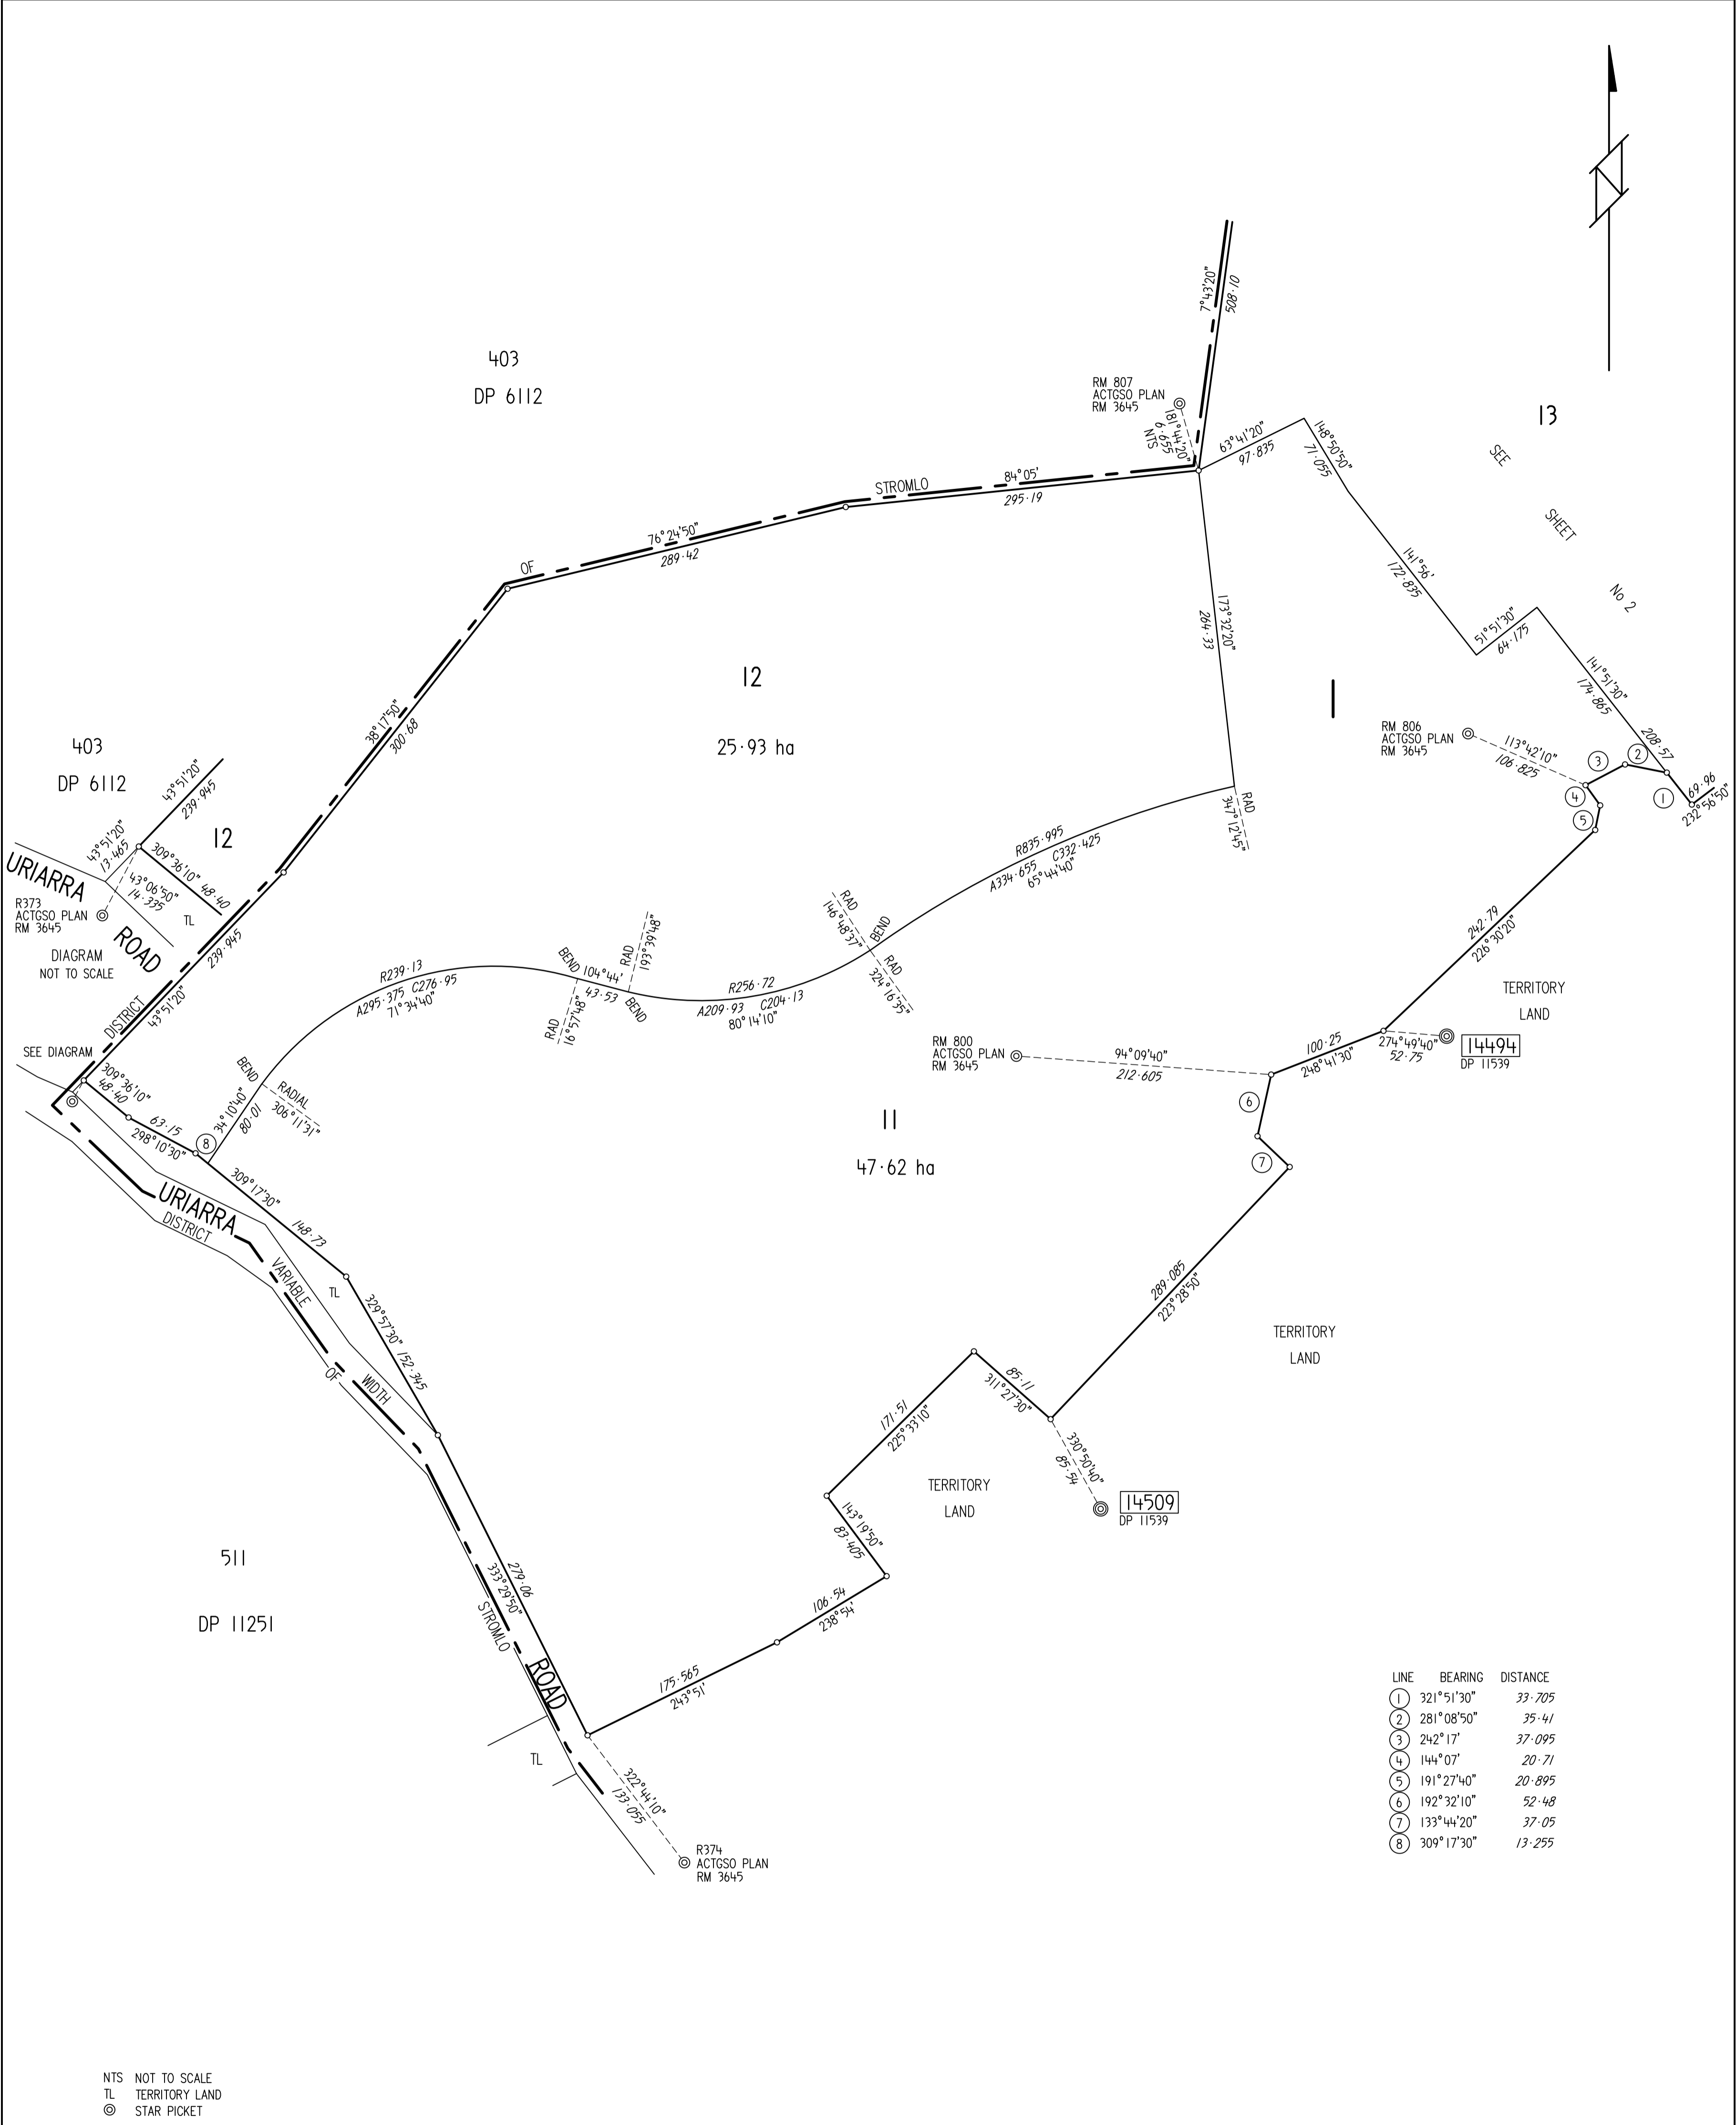 7°43'20"
508·10
403
DP 6112
RM 807
ACTGSO PLAN
RM 3645
181°44'20"
6·655
NTS
63°41'20"
97·835
148°50'50"
71·055
13
SEE
SHEET
No 2
STROMLO
84°05'
295·19
76°24'50"
289·42
OF
141°56'
172·835
51°51'30"
64·175
173°32'20"
264·33
12
25·93 ha
1
38°17'50"
300·68
141°51'30"
174·865
208·57
RM 806
ACTGSO PLAN
RM 3645
113°42'10"
106·825
3
2
4
1
5
69·96
232°56'50"
403
DP 6112
43°51'20"
239·945
43°51'20"
13·465
12
309°36'10" 48·40
43°06'50"
14·335
TL
URIARRA
ROAD
R373
ACTGSO PLAN
RM 3645
DIAGRAM
NOT TO SCALE
239·945
43°51'20"
DISTRICT
SEE DIAGRAM
RAD
347°12'45"
R835·995
A334·655 C332·425
65°44'40"
RAD
146°48'37"
BEND
RAD
324°16'35"
R239·13
A295·375 C276·95
71°34'40"
BEND
104°44'
43·53
RAD
193°39'48"
BEND
RAD
16°57'48"
R256·72
A209·93 C204·13
80°14'10"
242·79
226°30'20"
TERRITORY
LAND
RM 800
ACTGSO PLAN
RM 3645
94°09'40"
212·605
100·25
248°41'30"
274°49'40"
52·75
14494
DP 11539
309°36'10"
48·40
63·15
298°10'30"
8
34°10'40"
80·01
BEND
RADIAL
306°11'31"
6
7
11
47·62 ha
309°17'30"
148·73
URIARRA
DISTRICT
VARIABLE
TL
WIDTH
OF
329°57'30" 152·345
289·085
223°28'50"
TERRITORY
LAND
85·11
311°27'30"
171·51
225°33'10"
TERRITORY
LAND
330°50'40"
85·54
14509
DP 11539
143°19'50"
83·405
511
DP 11251
279·06
333°29'50"
STROMLO
ROAD
106·54
238°54'
175·565
243°51'
TL
322°44'10"
133·055
R374
ACTGSO PLAN
RM 3645
LINE BEARING DISTANCE
1 321°51'30" 33·705
2 281°08'50" 35·41
3 242°17' 37·095
4 144°07' 20·71
5 191°27'40" 20·895
6 192°32'10" 52·48
7 133°44'20" 37·05
8 309°17'30" 13·255
NTS NOT TO SCALE
TL TERRITORY LAND
STAR PICKET